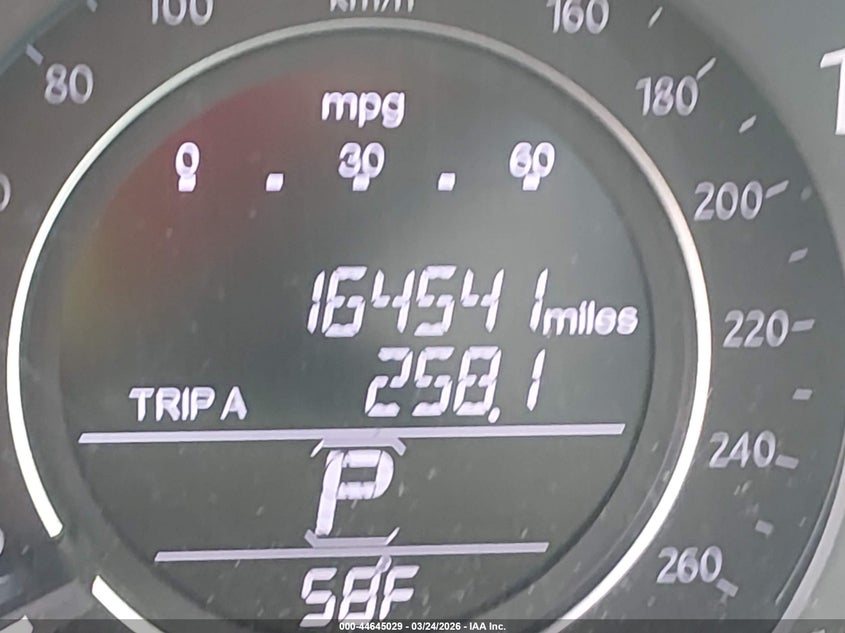 100 km/h 160
80 180
mpg
0 30 60
200
164541 miles
220
TRIP A 258.1
240
P
260
58F
000-44645029 - 03/24/2026 - IAA Inc.